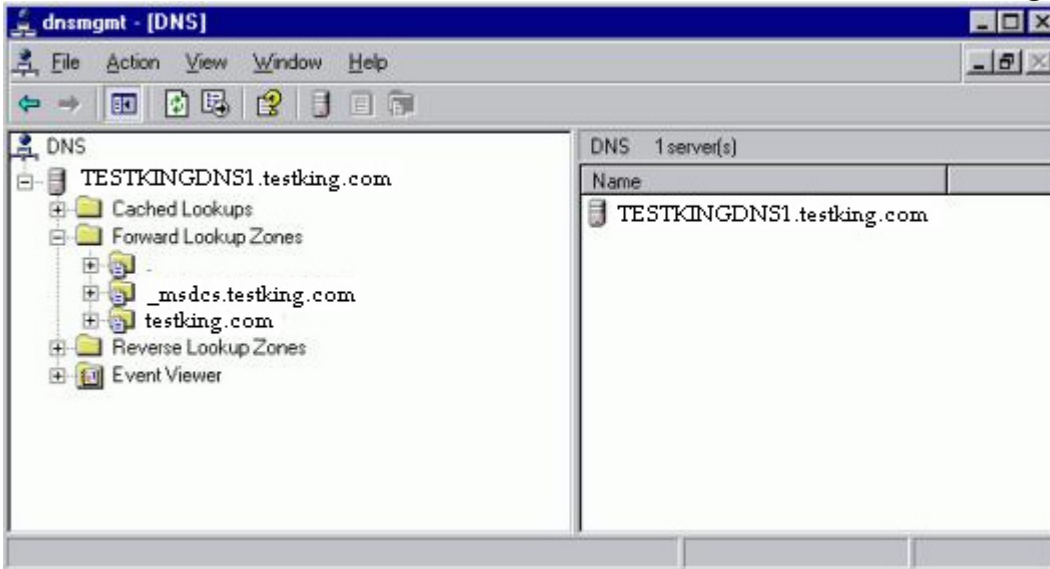 dnsmgmt - [DNS]
File Action View Window Help
DNS
TESTKINGDNS1.testking.com
Cached Lookups
Forward Lookup Zones
.
_msdcs.testking.com
testking.com
Reverse Lookup Zones
Event Viewer
DNS 1 server(s)
Name
TESTKINGDNS1.testking.com